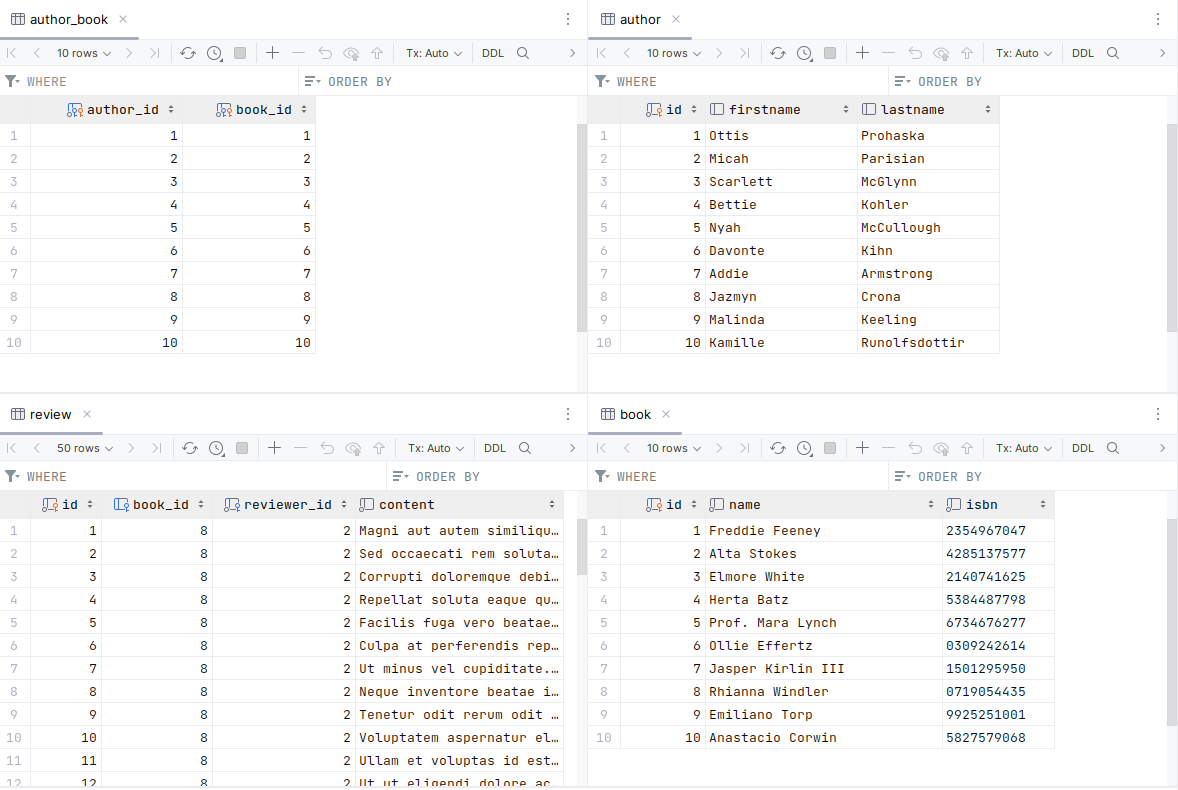 author_book
10 rows
Tx: Auto
DDL
WHERE
ORDER BY
author_id book_id
1 1 1
2 2 2
3 3 3
4 4 4
5 5 5
6 6 6
7 7 7
8 8 8
9 9 9
10 10 10
author
10 rows
Tx: Auto
DDL
WHERE
ORDER BY
id firstname lastname
1 1 Ottis Prohaska
2 2 Micah Parisian
3 3 Scarlett McGlynn
4 4 Bettie Kohler
5 5 Nyah McCullough
6 6 Davonte Kihn
7 7 Addie Armstrong
8 8 Jazmyn Crona
9 9 Malinda Keeling
10 10 Kamille Runolfsdottir
review
50 rows
Tx: Auto
DDL
WHERE
ORDER BY
id book_id reviewer_id content
1 1 8 2 Magni aut autem similiqu…
2 2 8 2 Sed occaecati rem soluta…
3 3 8 2 Corrupti doloremque debi…
4 4 8 2 Repellat soluta eaque qu…
5 5 8 2 Facilis fuga vero beatae…
6 6 8 2 Culpa at perferendis rep…
7 7 8 2 Ut minus vel cupiditate.…
8 8 8 2 Neque inventore beatae i…
9 9 8 2 Tenetur odit rerum odit …
10 10 8 2 Voluptatem aspernatur el…
11 11 8 2 Ullam et voluptas id est…
12 12 8 2 Ut ut eligendi dolore ac…
book
10 rows
Tx: Auto
DDL
WHERE
ORDER BY
id name isbn
1 1 Freddie Feeney 2354967047
2 2 Alta Stokes 4285137577
3 3 Elmore White 2140741625
4 4 Herta Batz 5384487798
5 5 Prof. Mara Lynch 6734676277
6 6 Ollie Effertz 0309242614
7 7 Jasper Kirlin III 1501295950
8 8 Rhianna Windler 0719054435
9 9 Emiliano Torp 9925251001
10 10 Anastacio Corwin 5827579068